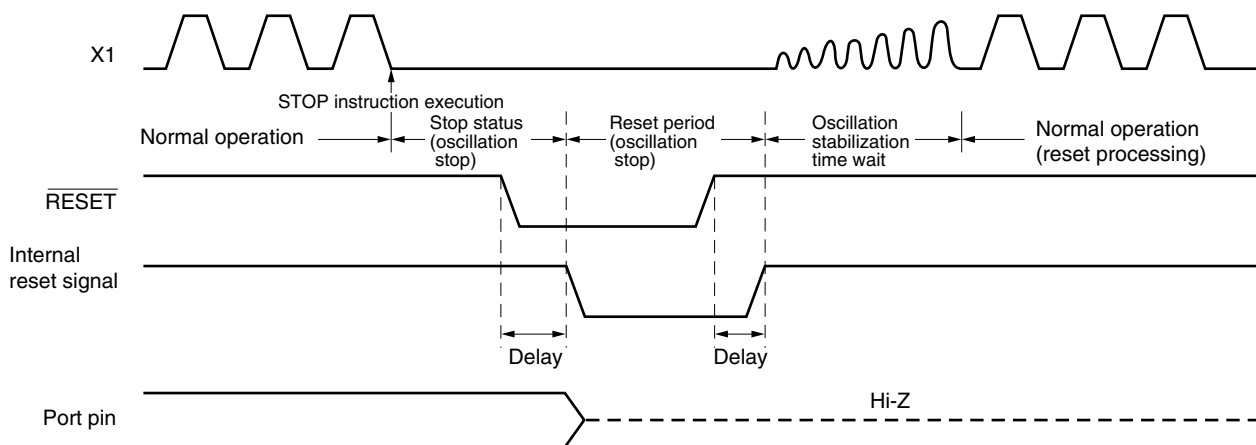 X1
STOP instruction execution
Normal operation
Stop status
(oscillation
stop)
Reset period
(oscillation
stop)
Oscillation
stabilization
time wait
Normal operation
(reset processing)
RESET
Internal
reset signal
Delay
Delay
Port pin
Hi-Z